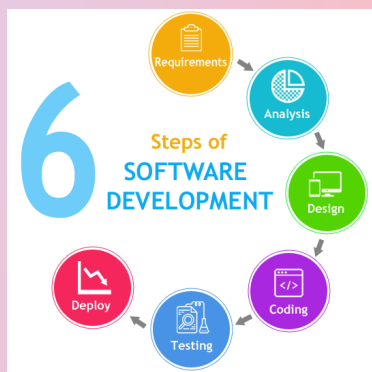 6
Steps of
SOFTWARE
DEVELOPMENT
Requirements
Analysis
Design
</>
Coding
Testing
Deploy